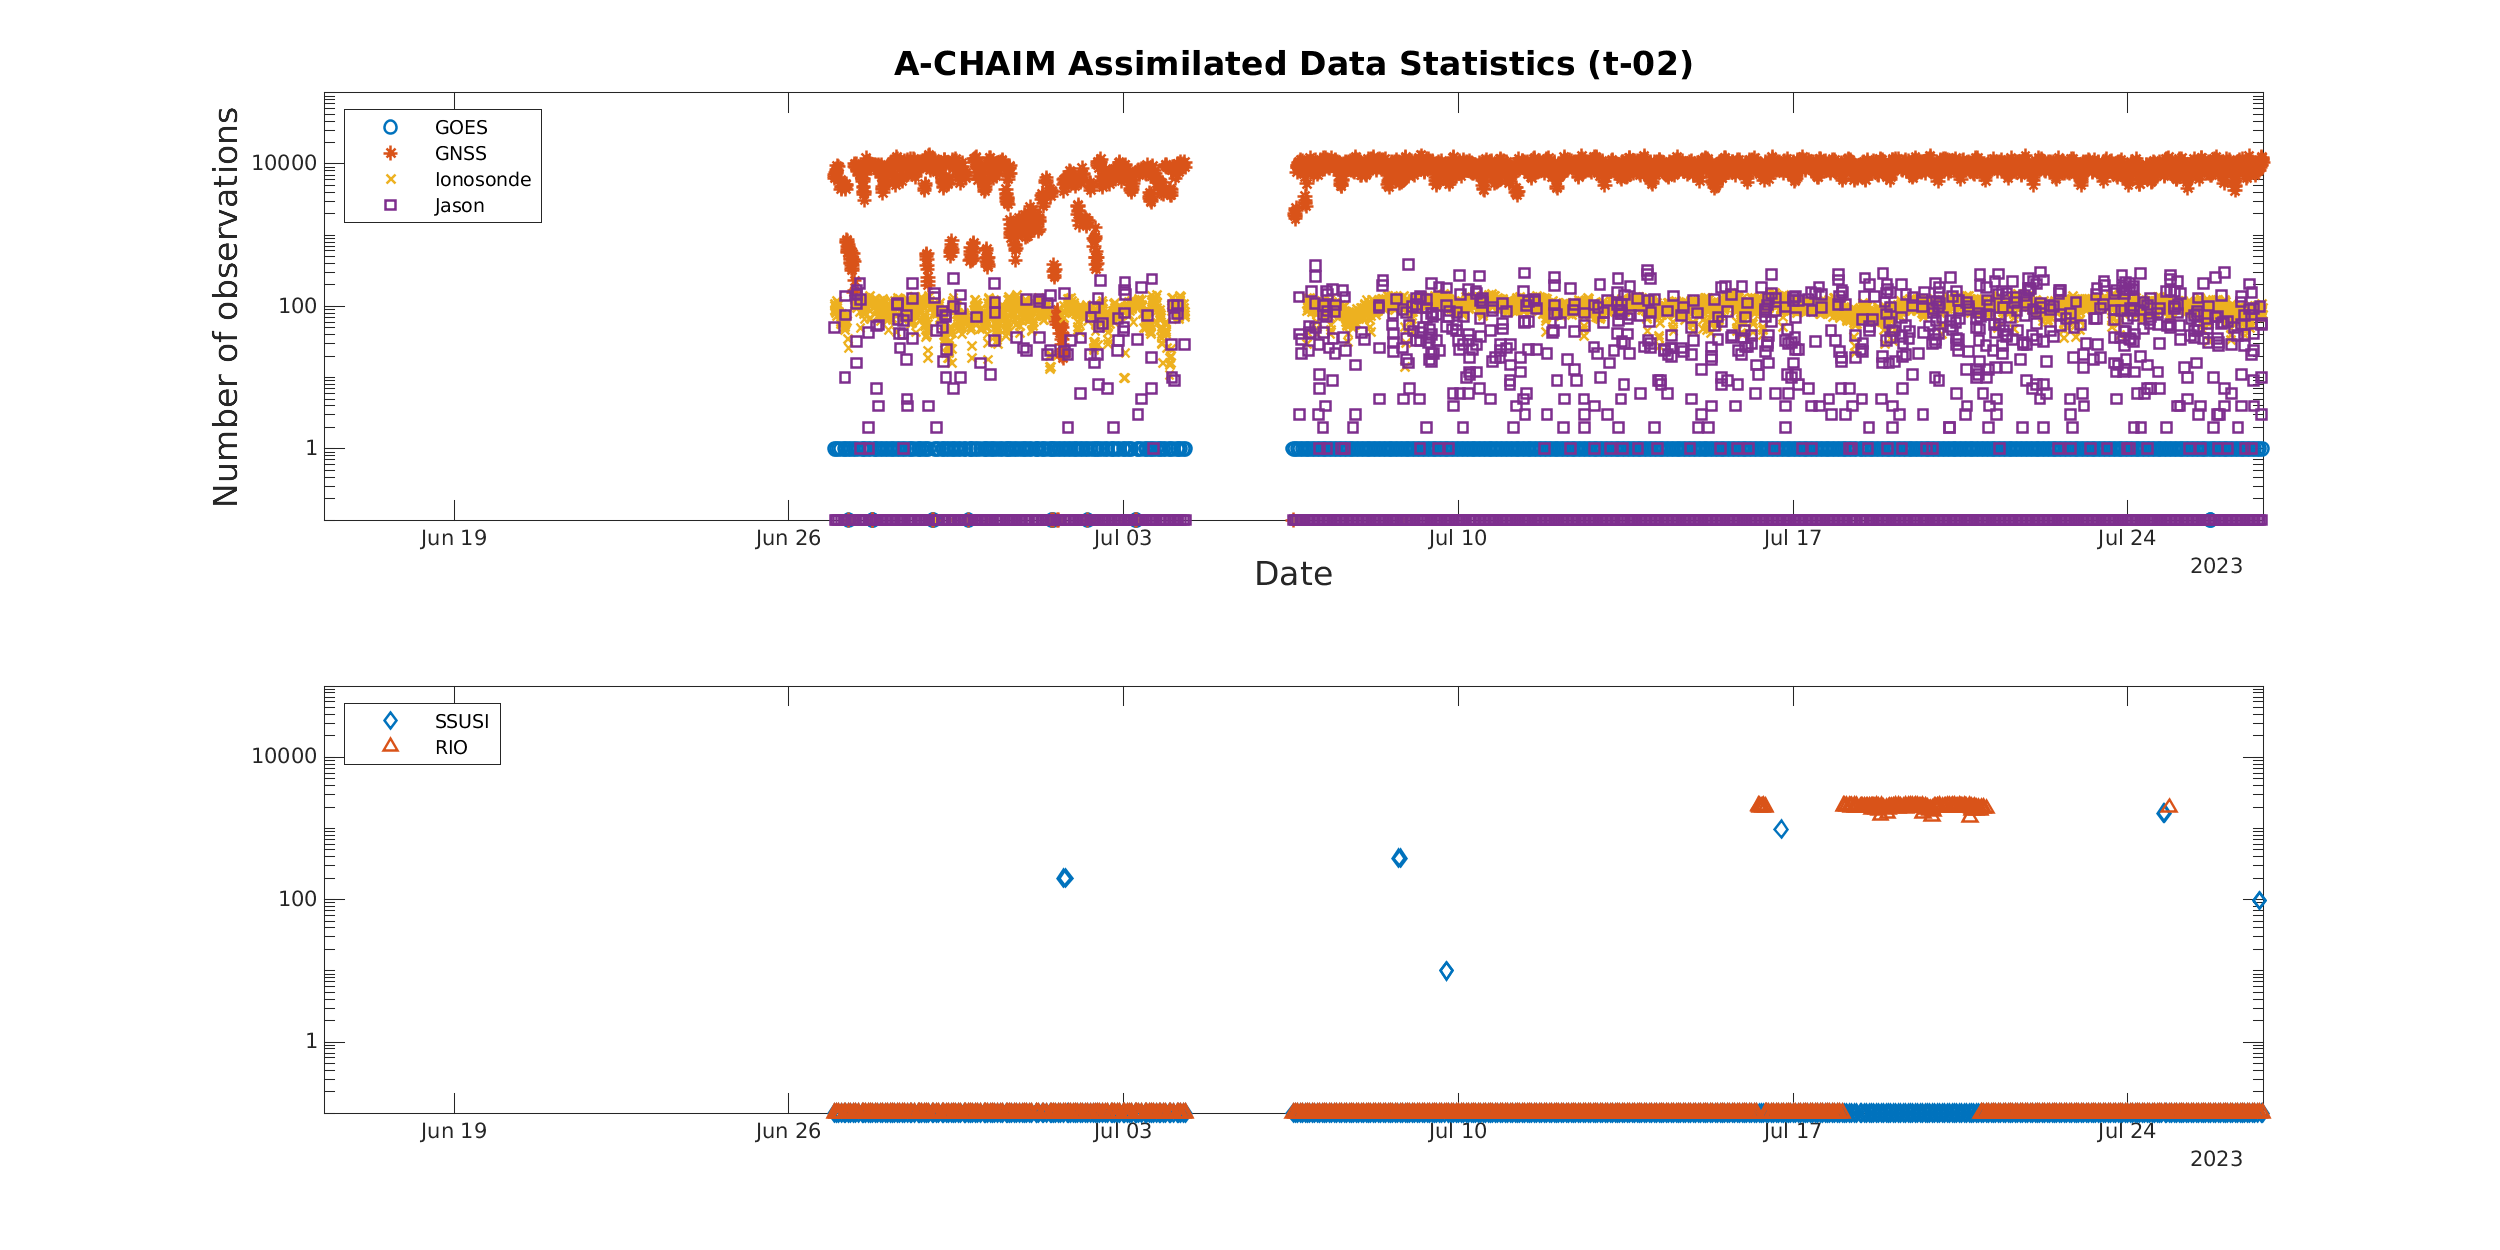 A-CHAIM Assimilated Data Statistics (t-02)
Number of observations
10000
100
1
GOES
GNSS
Ionosonde
Jason
Jun 19
Jun 26
Jul 03
Jul 10
Jul 17
Jul 24
2023
Date
10000
100
1
SSUSI
RIO
Jun 19
Jun 26
Jul 03
Jul 10
Jul 17
Jul 24
2023